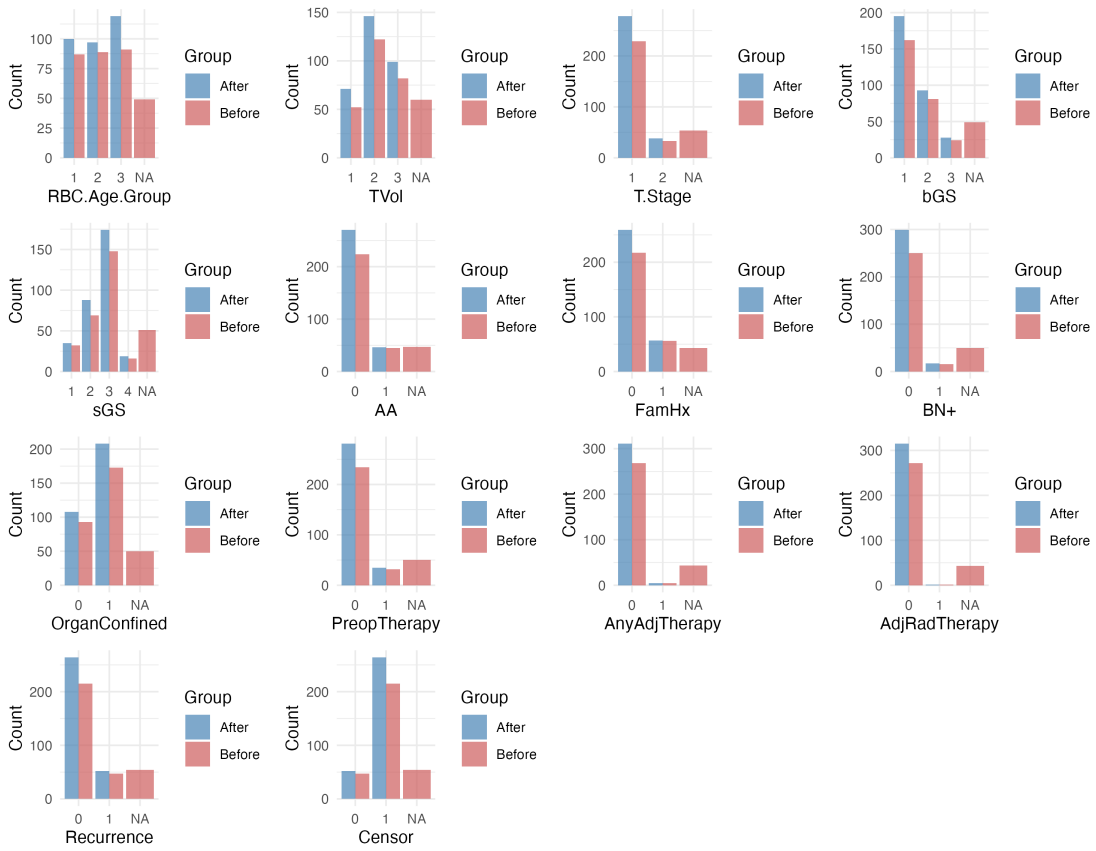 Count
150
100
75
50
25
0
1 2 3 NA
RBC.Age.Group
Group
After
Before
Count
150
100
50
0
1 2 3 NA
TVol
Group
After
Before
Count
200
100
0
1 2 NA
T.Stage
Group
After
Before
Count
200
150
100
50
0
1 2 3 NA
bGS
Group
After
Before
Count
150
100
50
0
1 2 3 4 NA
sGS
Group
After
Before
Count
200
100
0
0 1 NA
AA
Group
After
Before
Count
200
100
0
0 1 NA
FamHx
Group
After
Before
Count
300
200
100
0
0 1 NA
BN+
Group
After
Before
Count
200
150
100
50
0
0 1 NA
OrganConfined
Group
After
Before
Count
200
100
0
0 1 NA
PreopTherapy
Group
After
Before
Count
300
200
100
0
0 1 NA
AnyAdjTherapy
Group
After
Before
Count
300
200
100
0
0 1 NA
AdjRadTherapy
Group
After
Before
Count
200
100
0
0 1 NA
Recurrence
Group
After
Before
Count
200
100
0
0 1 NA
Censor
Group
After
Before